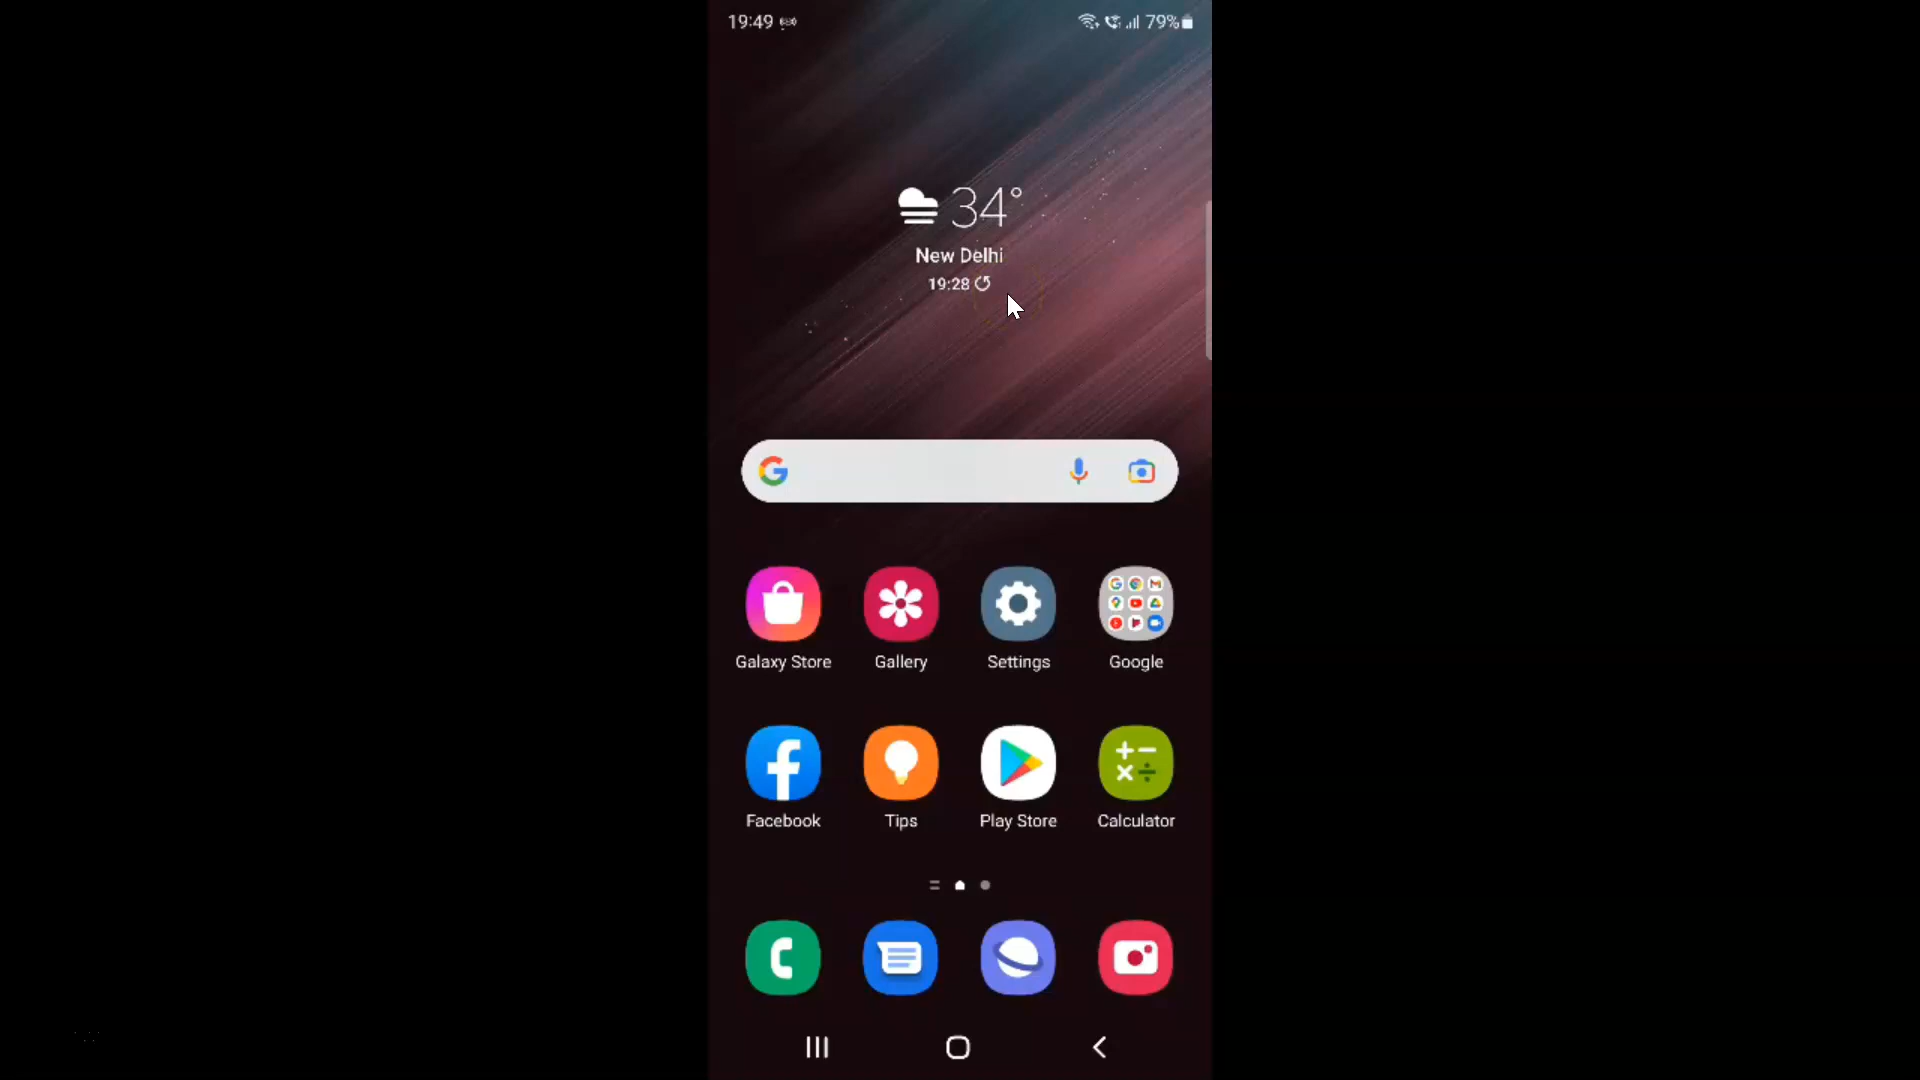 19:49
79%
34°
New Delhi
19:28
Galaxy Store Gallery Settings Google
Facebook Tips Play Store Calculator